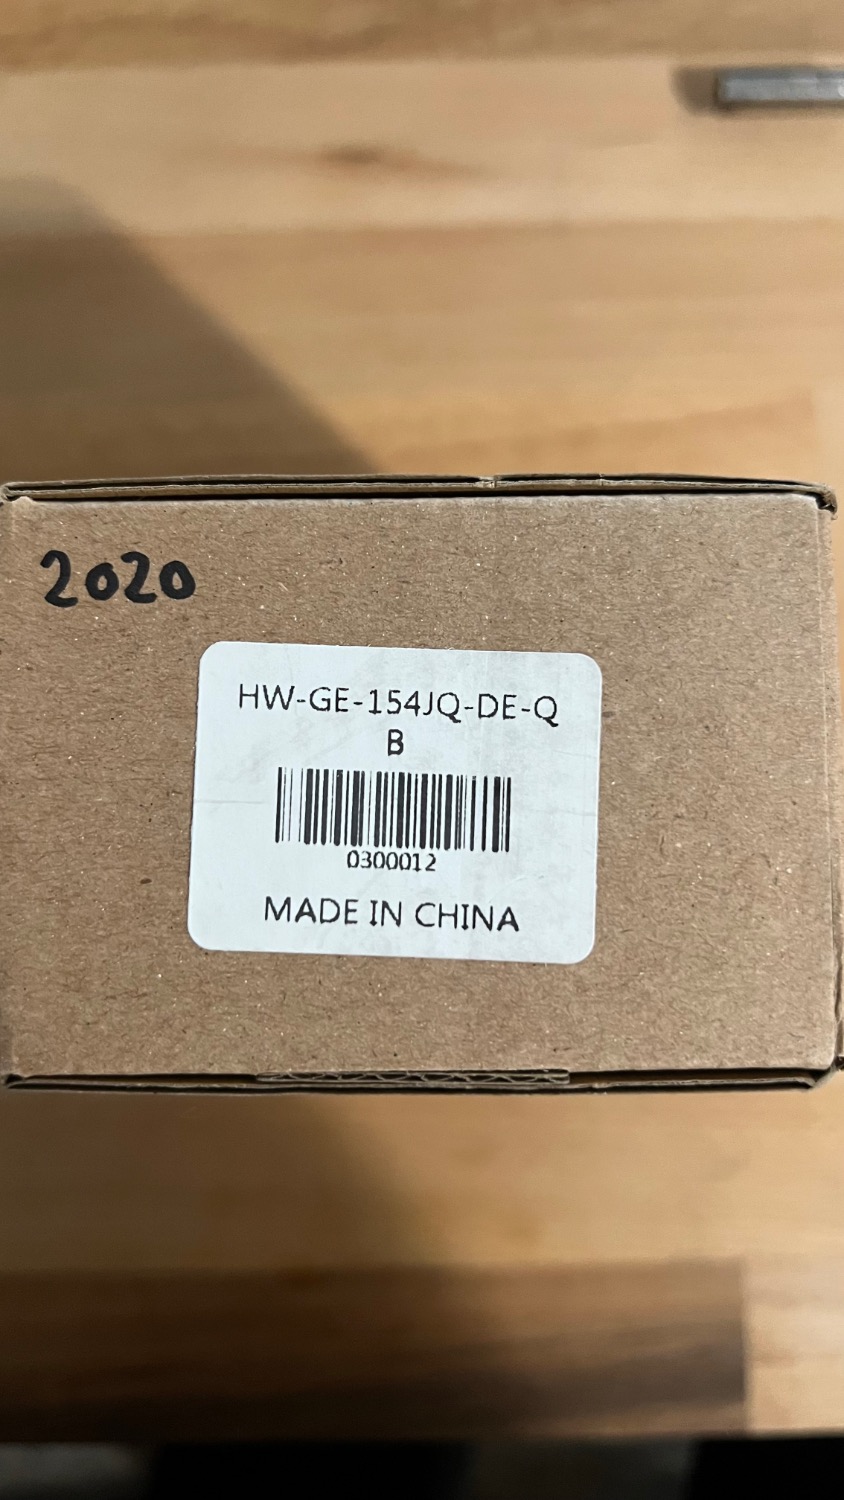 2020
HW-GE-154JQ-DE-Q
B
0300012
MADE IN CHINA